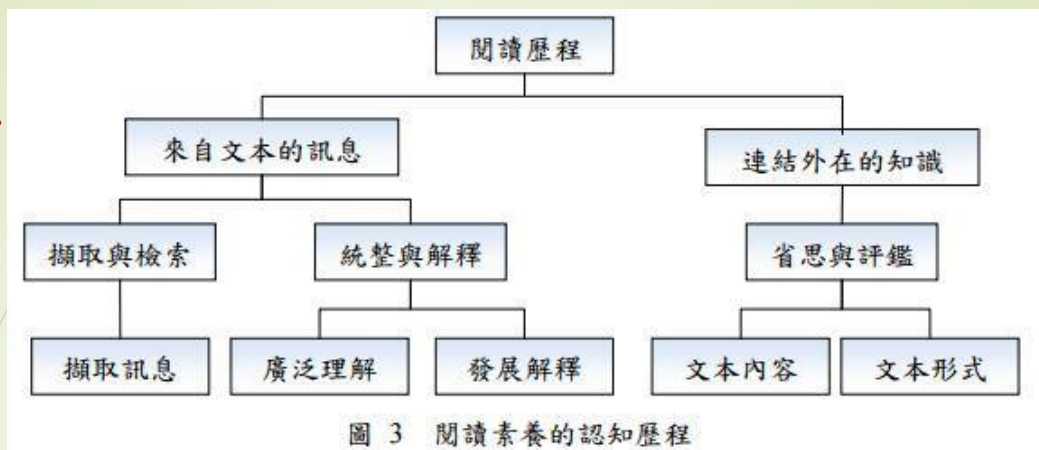 閱讀歷程
來自文本的訊息
連結外在的知識
擷取與檢索
統整與解釋
省思與評鑑
擷取訊息
廣泛理解
發展解釋
文本內容
文本形式
圖 3 閱讀素養的認知歷程